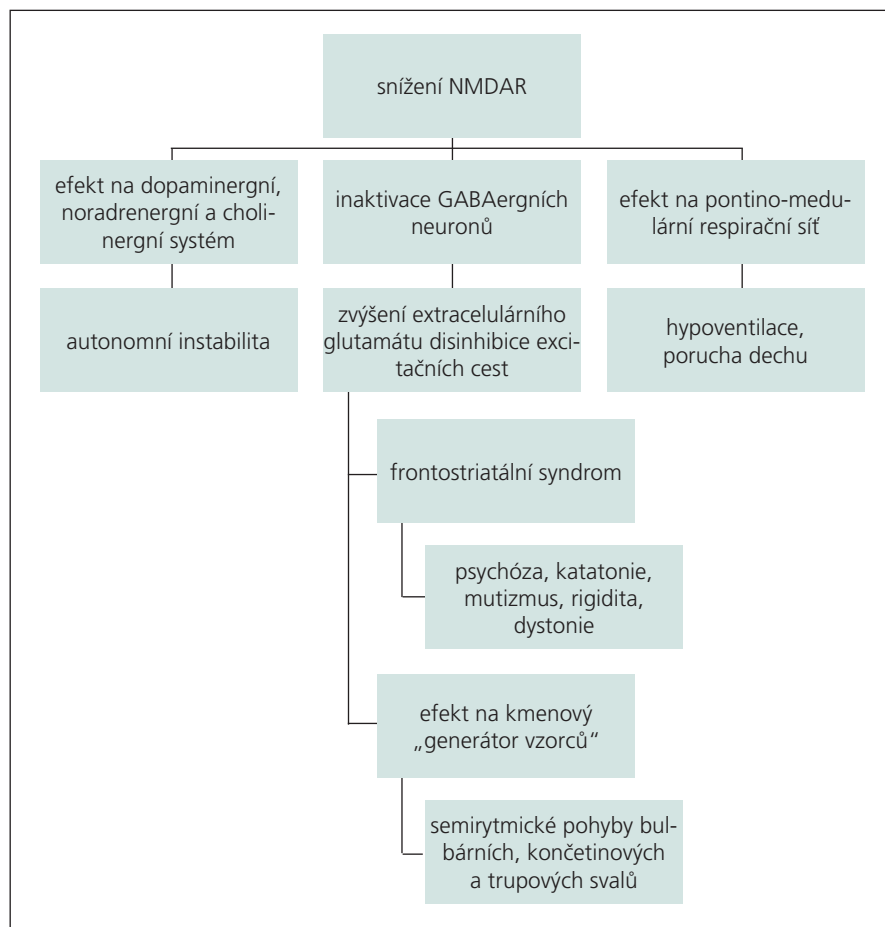 snížení NMDAR
efekt na dopaminergní,
noradrenergní a choli-
nergní systém
inaktivace GABAergních
neuronů
efekt na pontino-medu-
lární respirační síť
autonomní instabilita
zvýšení extracelulárního
glutamátu disinhibice exci-
tačních cest
hypoventilace,
porucha dechu
frontostriatální syndrom
psychóza, katatonie,
mutizmus, rigidita,
dystonie
efekt na kmenový
„generátor vzorců“
semirytmické pohyby bul-
bárních, končetinových
a trupových svalů